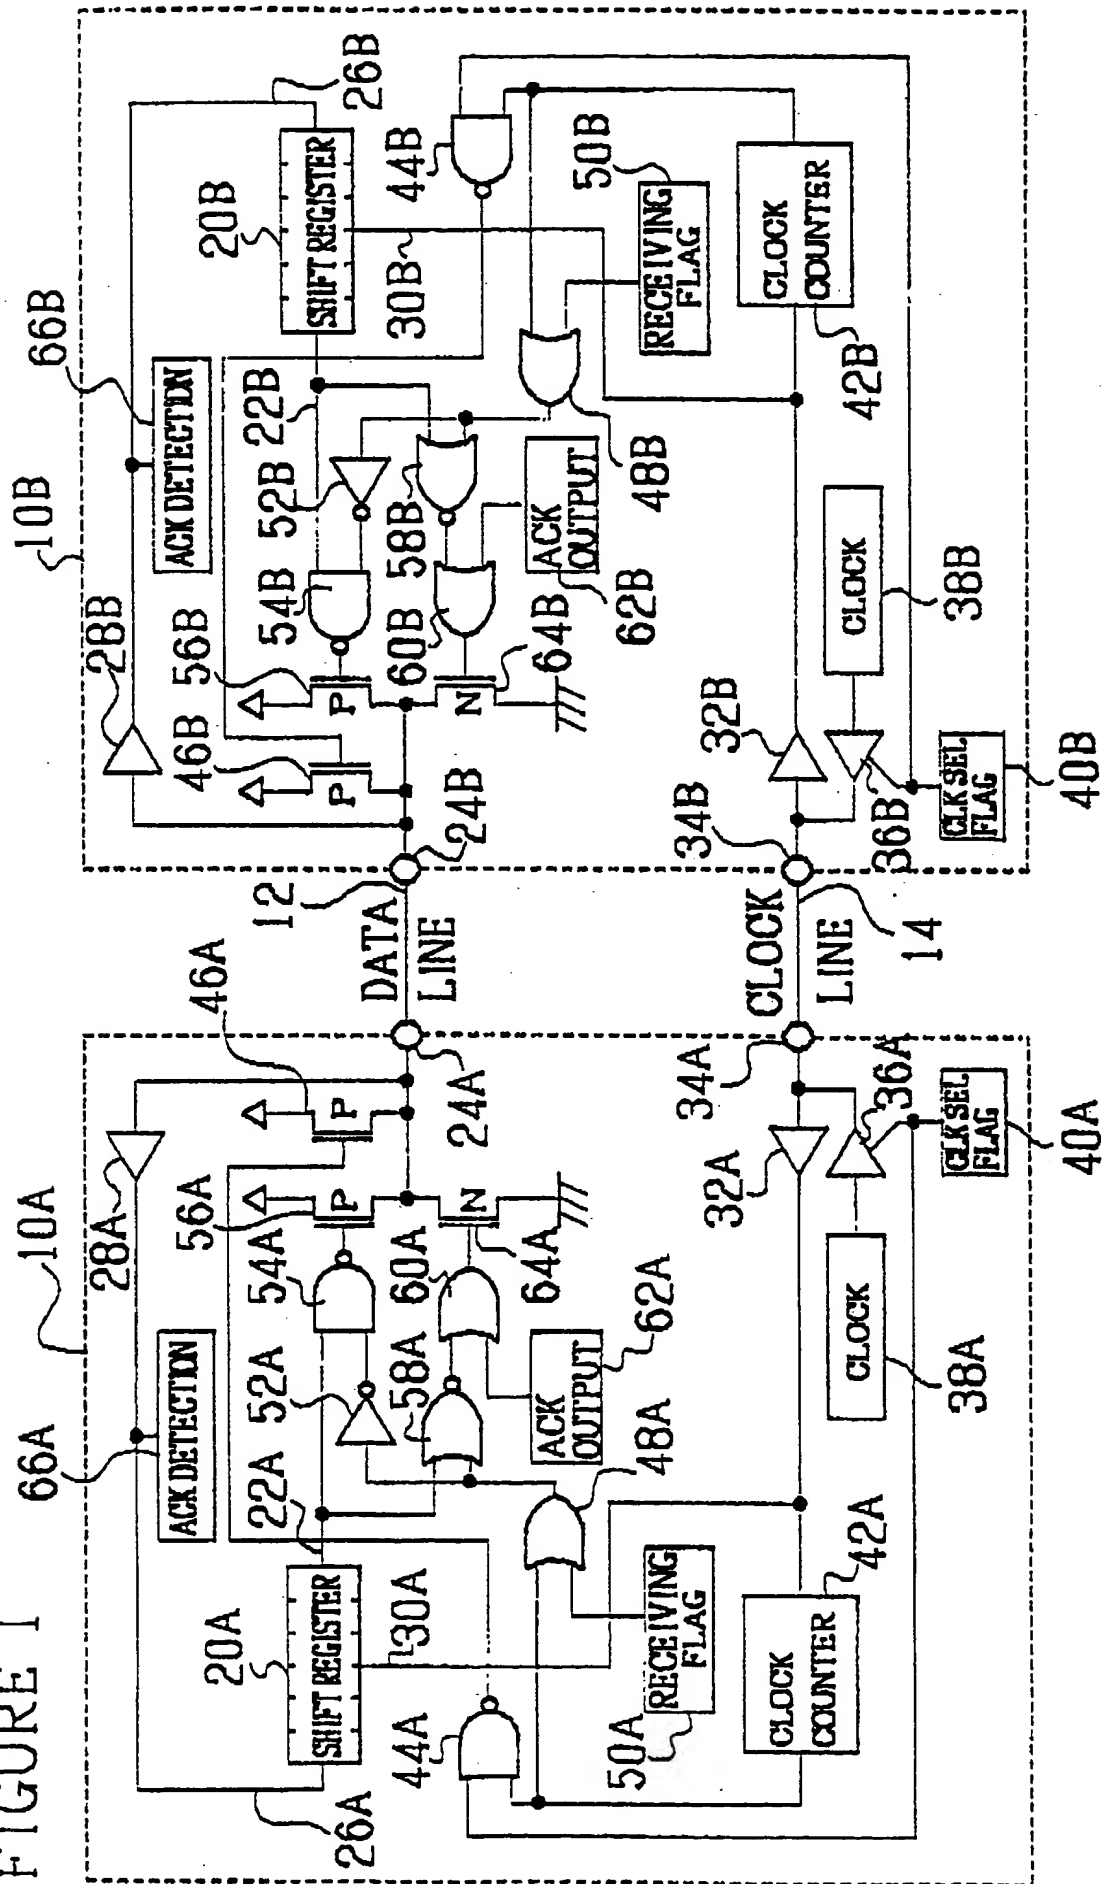 FIGURE 1
66A
10A
28A
ACK DETECTION
26A
20A
SHIFT REGISTER
22A
30A
52A
54A
56A
P
46A
P
44A
58A
60A
N
64A
24A
ACK OUTPUT
62A
48A
50A
RECEIVING FLAG
CLOCK COUNTER
42A
32A
34A
36A
CLOCK
38A
CLK SEL FLAG
40A
DATA LINE
12
CLOCK LINE
14
10B
66B
28B
ACK DETECTION
26B
20B
SHIFT REGISTER
22B
30B
52B
54B
56B
P
46B
P
44B
58B
60B
N
64B
24B
ACK OUTPUT
62B
48B
50B
RECEIVING FLAG
CLOCK COUNTER
42B
32B
34B
36B
CLOCK
38B
CLK SEL FLAG
40B